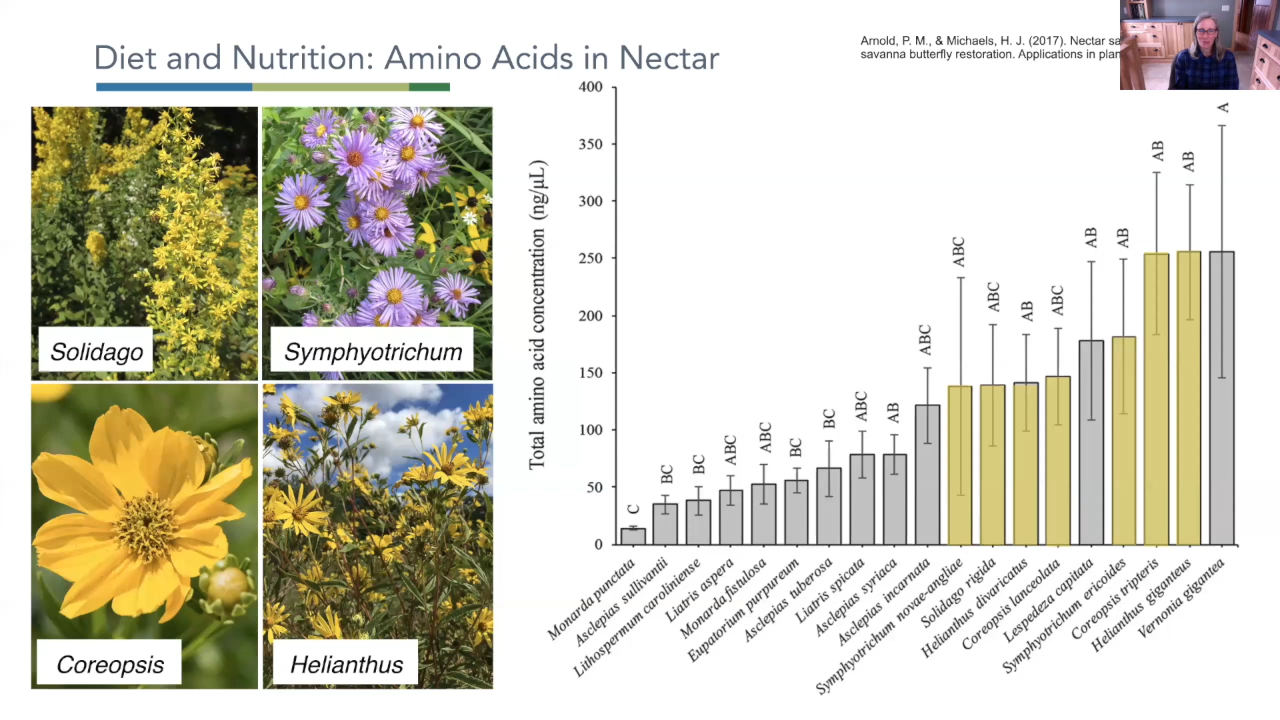 Diet and Nutrition: Amino Acids in Nectar
Arnold, P. M., & Michaels, H. J. (2017). Nectar
savanna butterfly restoration. Applications in
Solidago
Symphyotrichum
Coreopsis
Helianthus
Total amino acid concentration (ng/µL)
400
350
300
250
200
150
100
50
0
C
BC
BC
ABC
ABC
BC
BC
ABC
AB
ABC
ABC
ABC
AB
ABC
AB
AB
AB
AB
A
Monarda punctata
Asclepias sullivantii
Lithospermum caroliniense
Liatris aspera
Monarda fistulosa
Eupatorium purpureum
Asclepias tuberosa
Liatris spicata
Asclepias syriaca
Asclepias incarnata
Symphyotrichum novae-angliae
Solidago rigida
Helianthus divaricatus
Coreopsis lanceolata
Lespedeza capitata
Symphyotrichum ericoides
Coreopsis tripteris
Helianthus giganteus
Vernonia gigantea